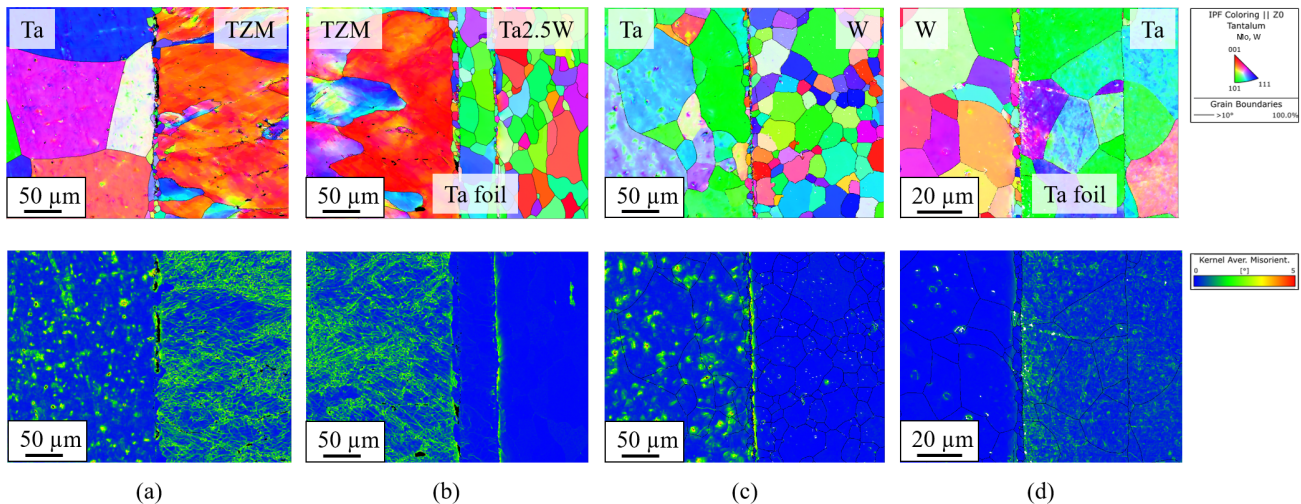 Ta TZM
TZM Ta2.5W
Ta W
W Ta
IPF Coloring || Z0
Tantalum
Mo, W
001
101 111
Grain Boundaries
>10° 100.0%
Ta foil
Ta foil
50 µm
50 µm
50 µm
20 µm
Kernel Aver. Misorient.
0 [°] 5
50 µm
50 µm
50 µm
20 µm
(a)
(b)
(c)
(d)